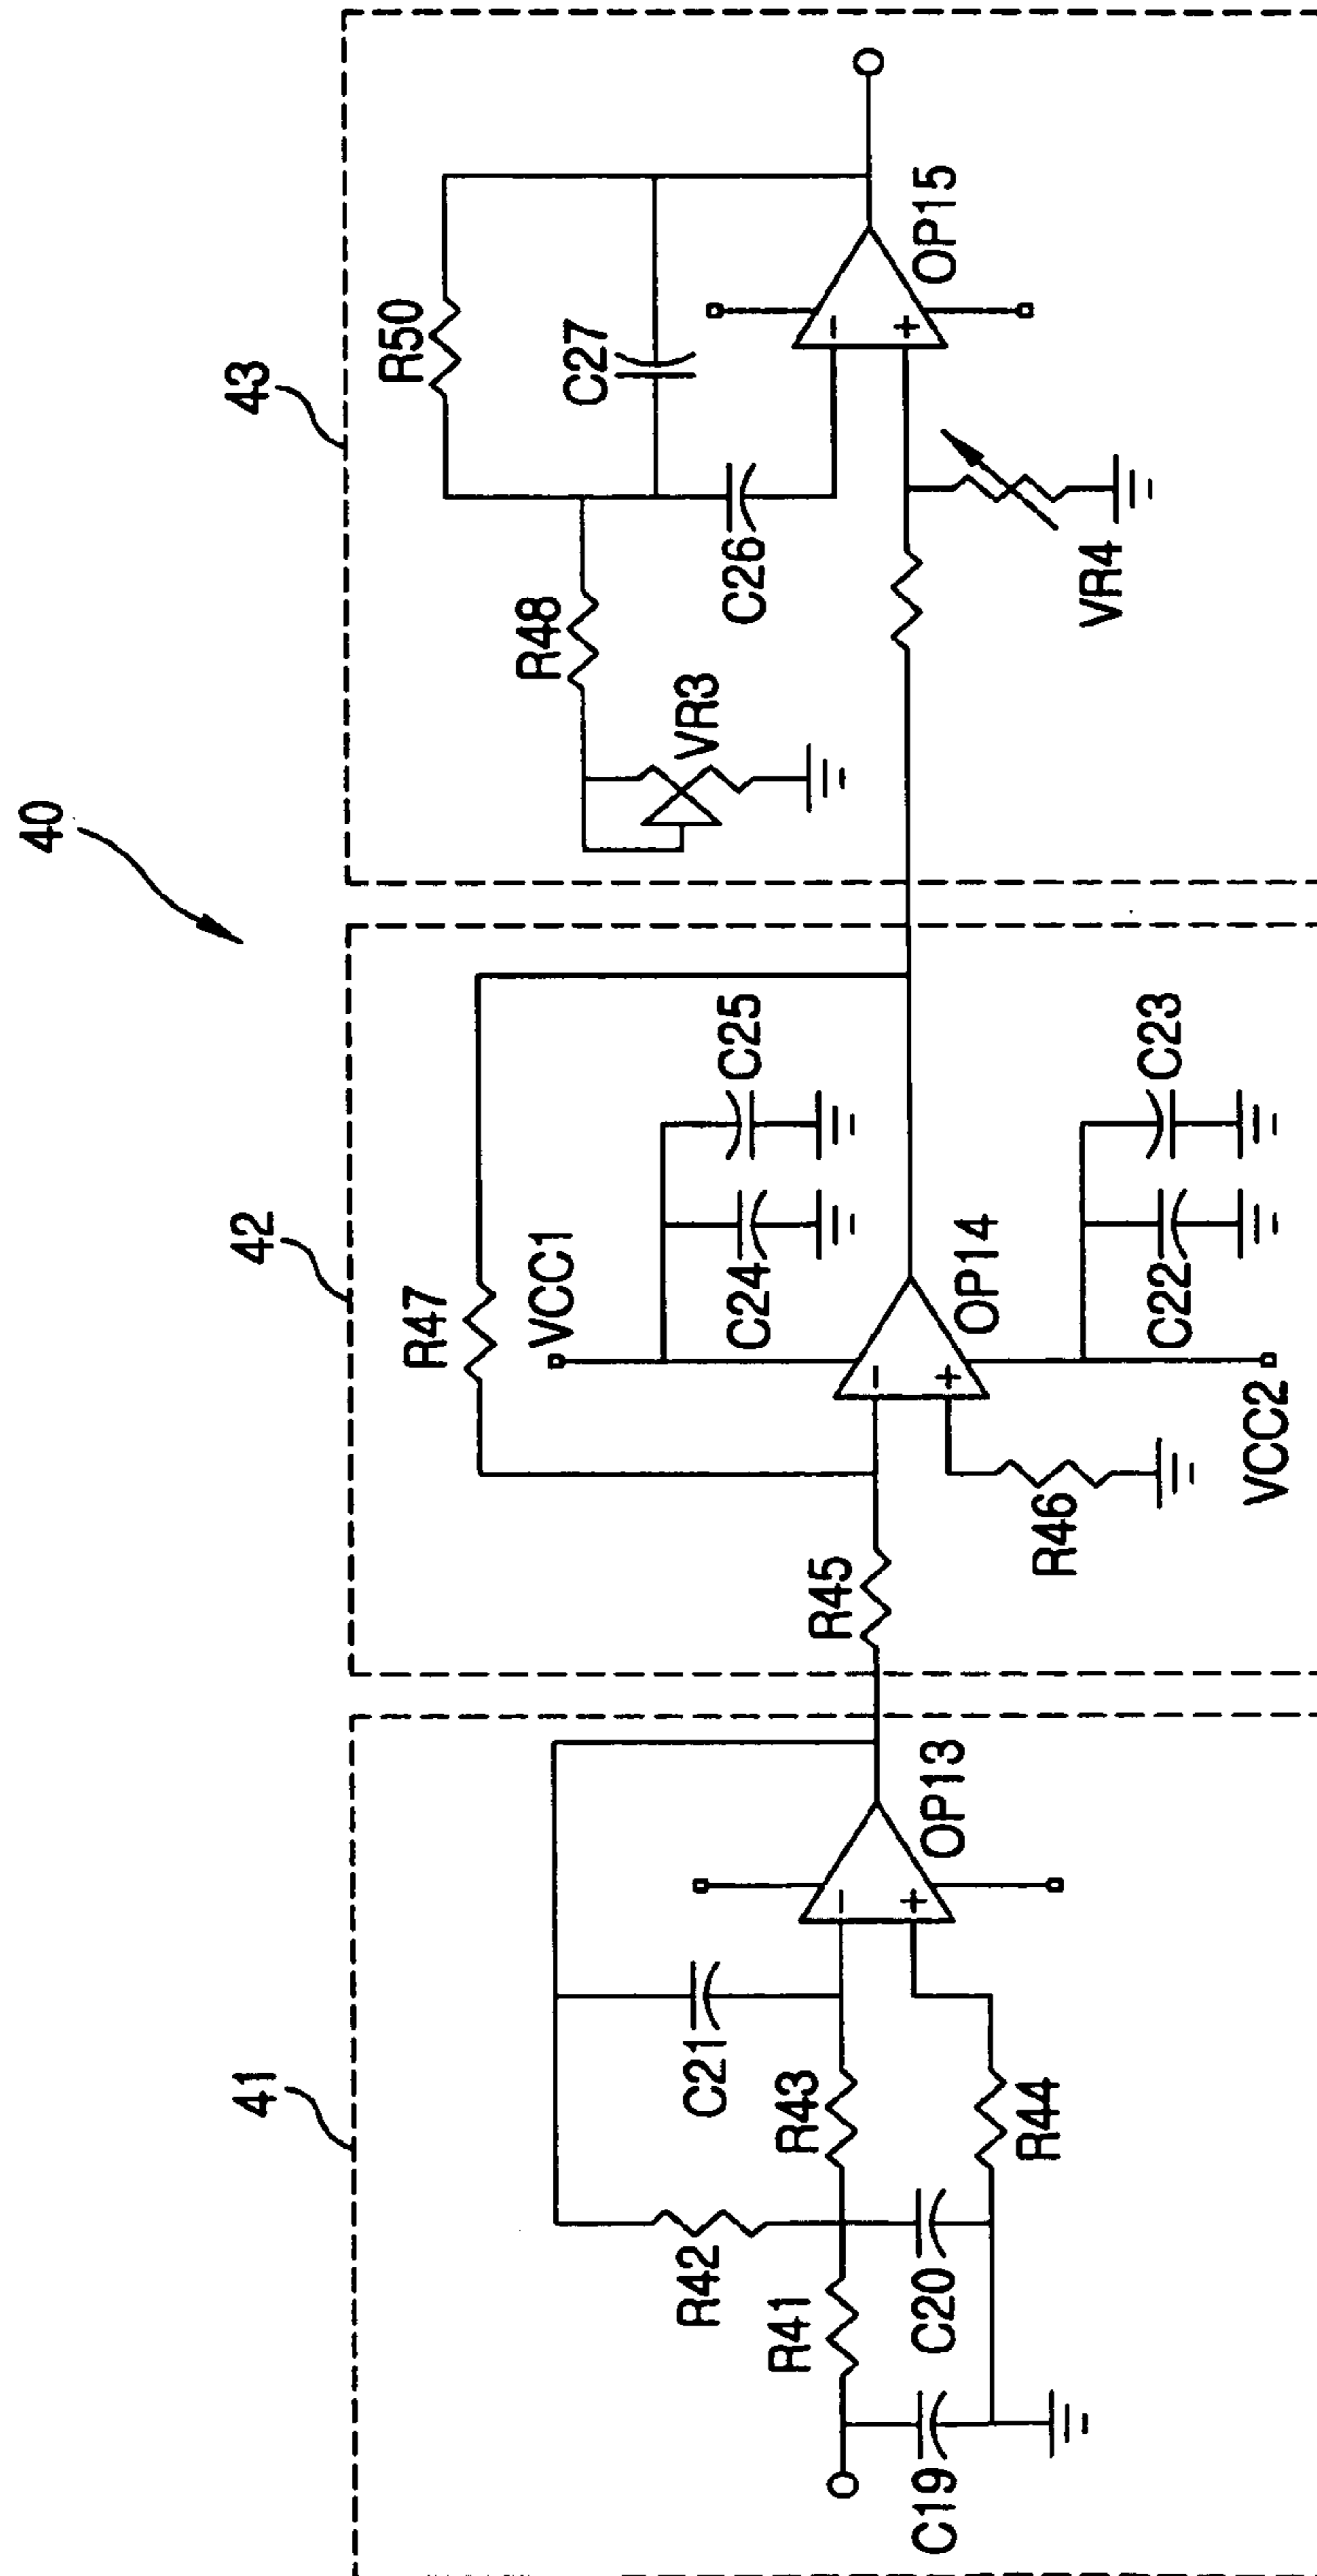 40
41
42
43
R42
C21
R41
R43
C19
C20
R44
-
+
OP13
R47
VCC1
C24
C25
R45
-
+
OP14
R46
C22
C23
VCC2
R50
R48
C27
VR3
C26
-
+
OP15
VR4